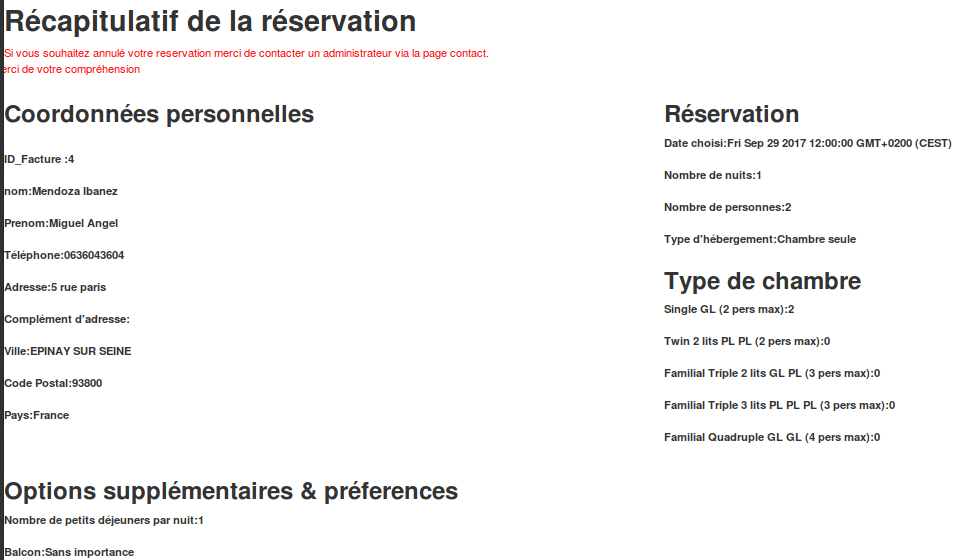 Récapitulatif de la réservation
Si vous souhaitez annulé votre reservation merci de contacter un administrateur via la page contact.
erci de votre compréhension
Coordonnées personnelles
ID_Facture :4
nom:Mendoza Ibanez
Prenom:Miguel Angel
Téléphone:0636043604
Adresse:5 rue paris
Complément d'adresse:
Ville:EPINAY SUR SEINE
Code Postal:93800
Pays:France
Réservation
Date choisi:Fri Sep 29 2017 12:00:00 GMT+0200 (CEST)
Nombre de nuits:1
Nombre de personnes:2
Type d'hébergement:Chambre seule
Type de chambre
Single GL (2 pers max):2
Twin 2 lits PL PL (2 pers max):0
Familial Triple 2 lits GL PL (3 pers max):0
Familial Triple 3 lits PL PL PL (3 pers max):0
Familial Quadruple GL GL (4 pers max):0
Options supplémentaires & préferences
Nombre de petits déjeuners par nuit:1
Balcon:Sans importance